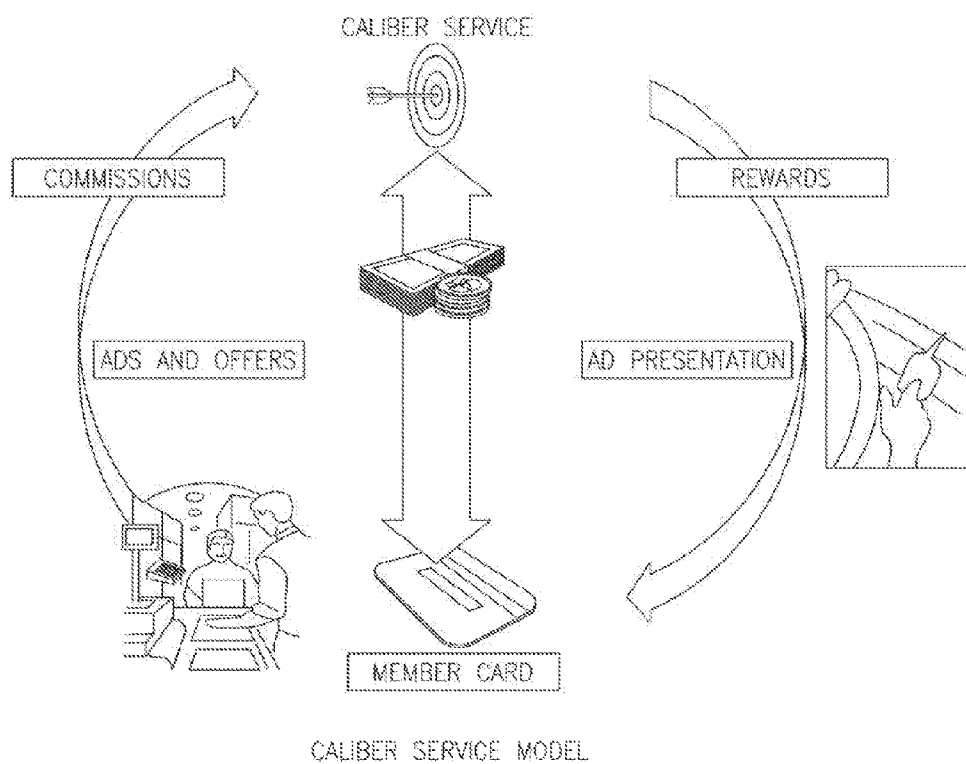 CALIBER SERVICE
COMMISSIONS
REWARDS
ADS AND OFFERS
AD PRESENTATION
MEMBER CARD
CALIBER SERVICE MODEL